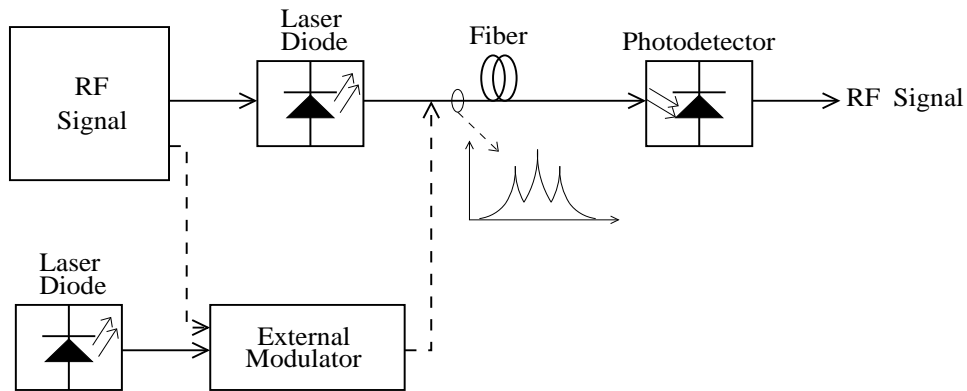 Laser
Diode
Fiber
Photodetector
RF
Signal
RF Signal
Laser
Diode
External
Modulator